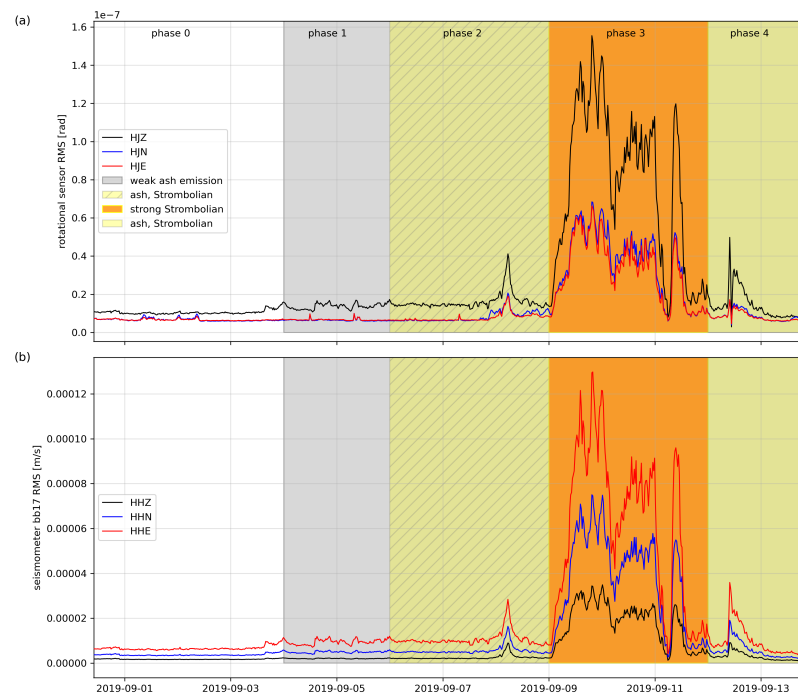 (a)
1e−7
phase 0
phase 1
phase 2
phase 3
phase 4
1.6
1.4
1.2
1.0
0.8
0.6
0.4
0.2
0.0
rotational sensor RMS [rad]
HJZ
HJN
HJE
weak ash emission
ash, Strombolian
strong Strombolian
ash, Strombolian
(b)
0.00012
0.00010
0.00008
0.00006
0.00004
0.00002
0.00000
seismometer bb17 RMS [m/s]
HHZ
HHN
HHE
2019-09-01
2019-09-03
2019-09-05
2019-09-07
2019-09-09
2019-09-11
2019-09-13